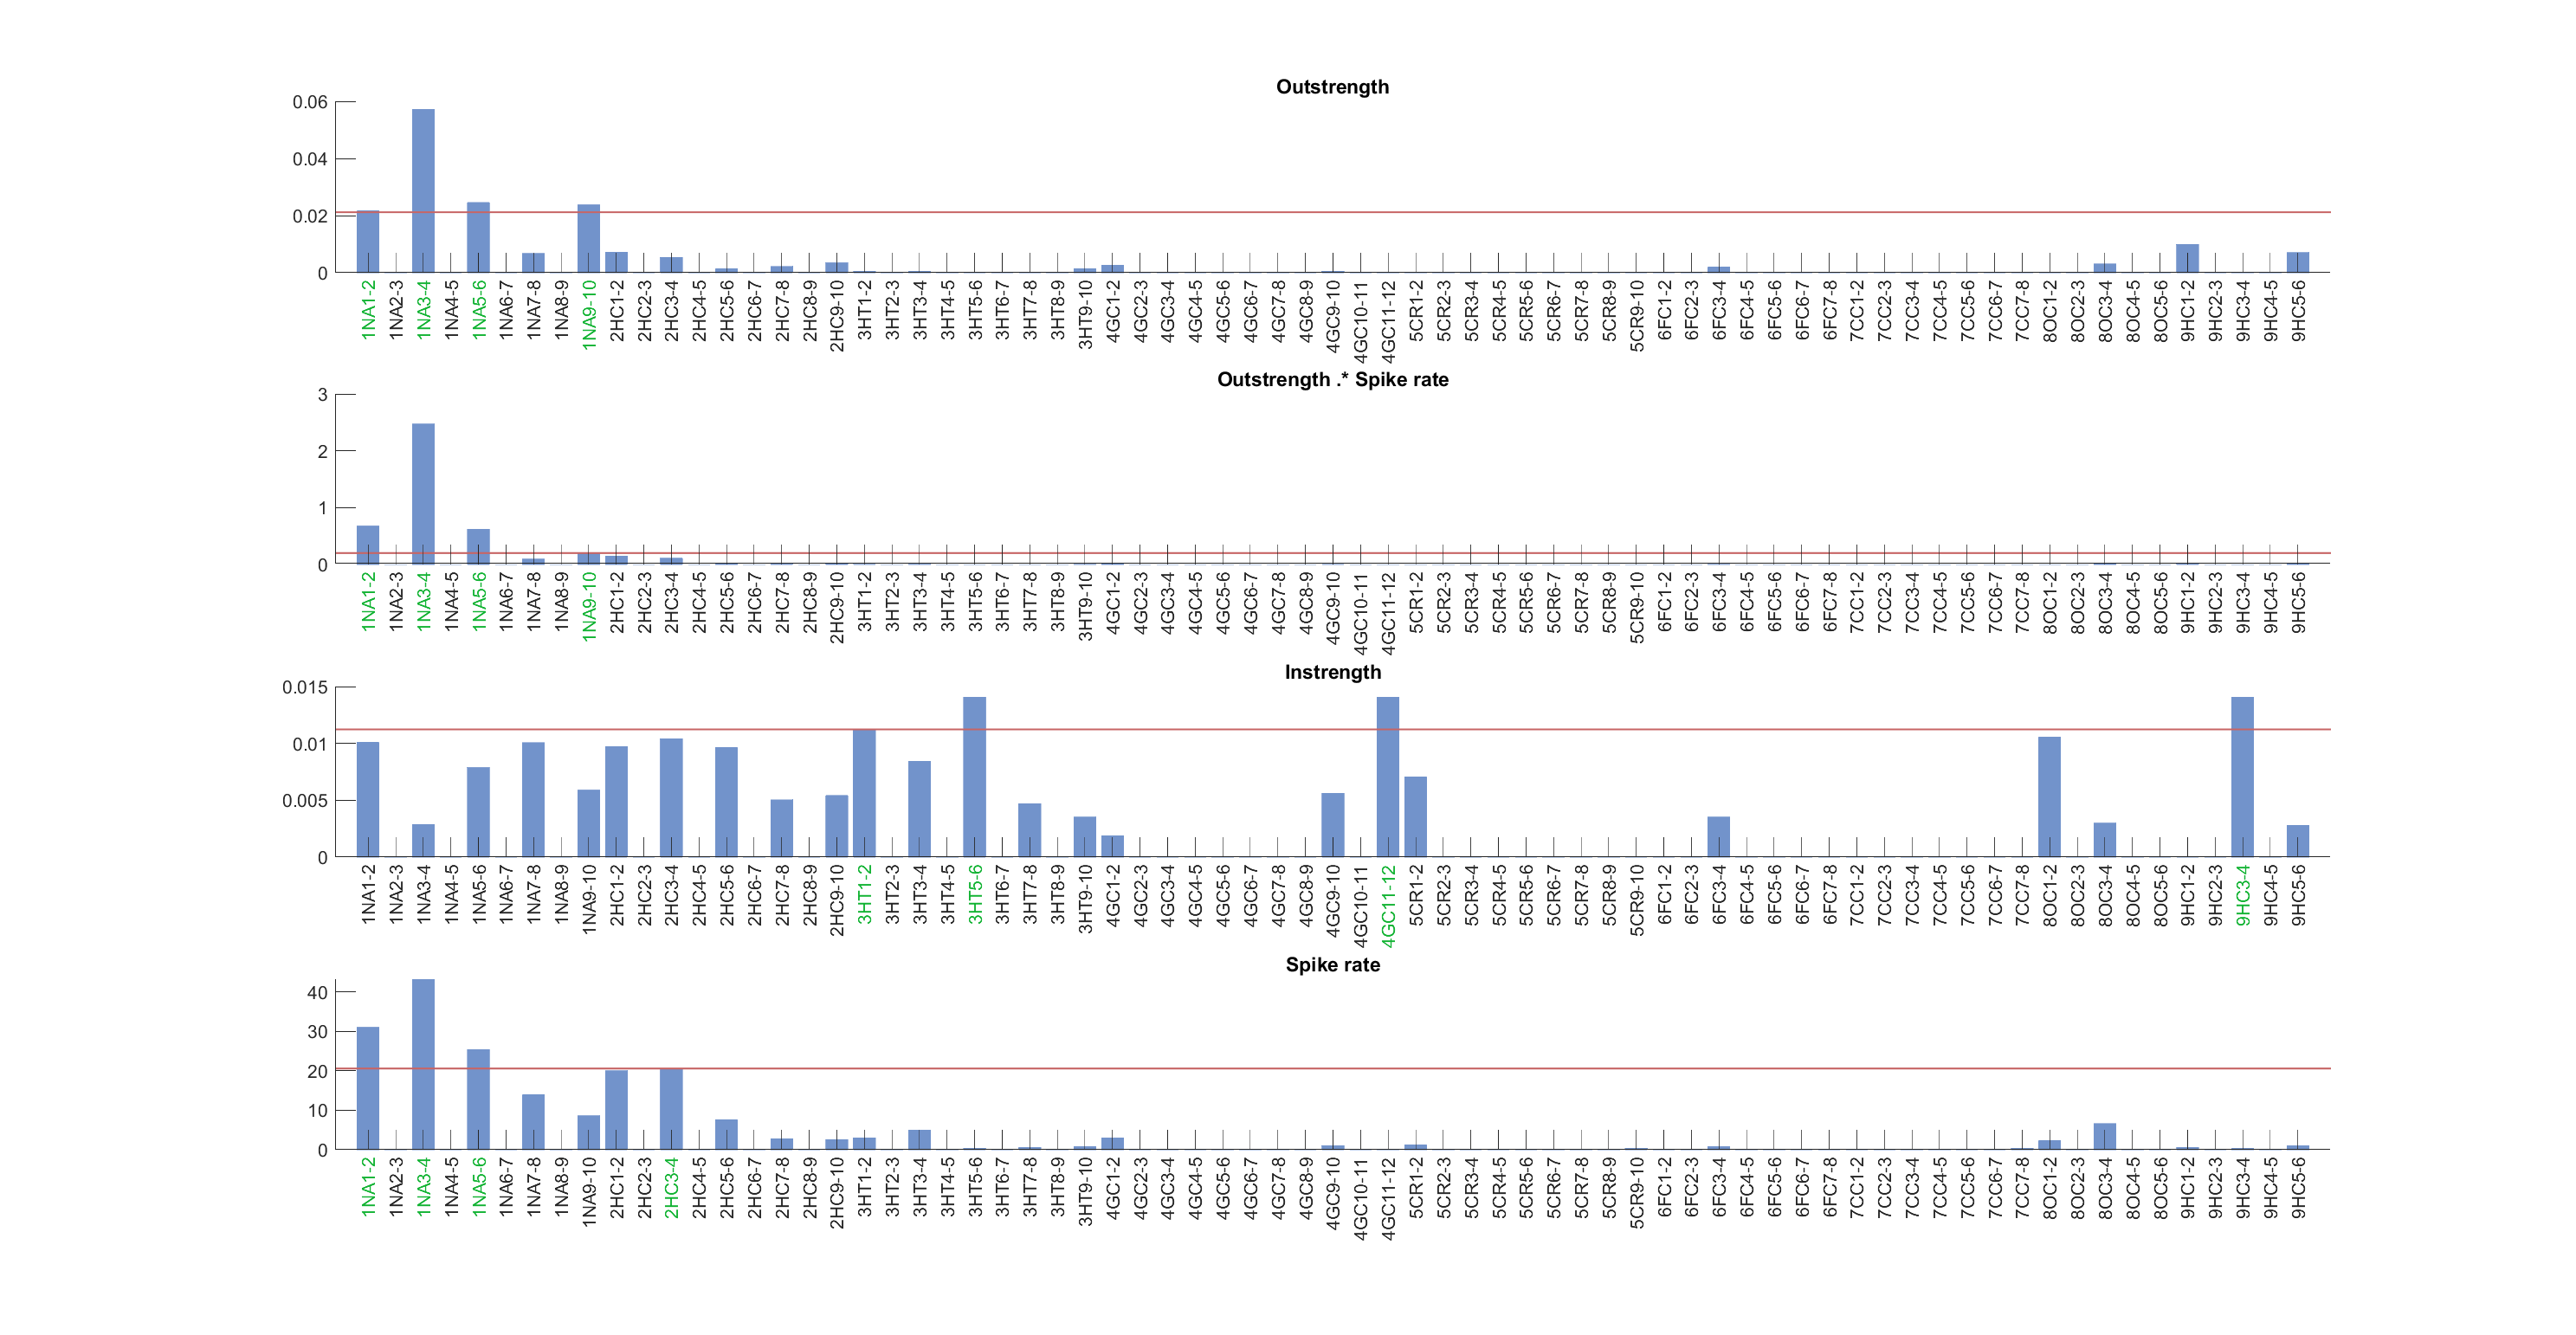 Outstrength
0.06
0.04
0.02
0
1NA1-2 1NA2-3 1NA3-4 1NA4-5 1NA5-6 1NA6-7 1NA7-8 1NA8-9 1NA9-10 2HC1-2 2HC2-3 2HC3-4 2HC4-5 2HC5-6 2HC6-7 2HC7-8 2HC8-9 2HC9-10 3HT1-2 3HT2-3 3HT3-4 3HT4-5 3HT5-6 3HT6-7 3HT7-8 3HT8-9 3HT9-10 4GC1-2 4GC2-3 4GC3-4 4GC4-5 4GC5-6 4GC6-7 4GC7-8 4GC8-9 4GC9-10 4GC10-11 4GC11-12 5CR1-2 5CR2-3 5CR3-4 5CR4-5 5CR5-6 5CR6-7 5CR7-8 5CR8-9 5CR9-10 6FC1-2 6FC2-3 6FC3-4 6FC4-5 6FC5-6 6FC6-7 6FC7-8 7CC1-2 7CC2-3 7CC3-4 7CC4-5 7CC5-6 7CC6-7 7CC7-8 8OC1-2 8OC2-3 8OC3-4 8OC4-5 8OC5-6 9HC1-2 9HC2-3 9HC3-4 9HC4-5 9HC5-6
Outstrength .* Spike rate
3
2
1
0
1NA1-2 1NA2-3 1NA3-4 1NA4-5 1NA5-6 1NA6-7 1NA7-8 1NA8-9 1NA9-10 2HC1-2 2HC2-3 2HC3-4 2HC4-5 2HC5-6 2HC6-7 2HC7-8 2HC8-9 2HC9-10 3HT1-2 3HT2-3 3HT3-4 3HT4-5 3HT5-6 3HT6-7 3HT7-8 3HT8-9 3HT9-10 4GC1-2 4GC2-3 4GC3-4 4GC4-5 4GC5-6 4GC6-7 4GC7-8 4GC8-9 4GC9-10 4GC10-11 4GC11-12 5CR1-2 5CR2-3 5CR3-4 5CR4-5 5CR5-6 5CR6-7 5CR7-8 5CR8-9 5CR9-10 6FC1-2 6FC2-3 6FC3-4 6FC4-5 6FC5-6 6FC6-7 6FC7-8 7CC1-2 7CC2-3 7CC3-4 7CC4-5 7CC5-6 7CC6-7 7CC7-8 8OC1-2 8OC2-3 8OC3-4 8OC4-5 8OC5-6 9HC1-2 9HC2-3 9HC3-4 9HC4-5 9HC5-6
Instrength
0.015
0.01
0.005
0
1NA1-2 1NA2-3 1NA3-4 1NA4-5 1NA5-6 1NA6-7 1NA7-8 1NA8-9 1NA9-10 2HC1-2 2HC2-3 2HC3-4 2HC4-5 2HC5-6 2HC6-7 2HC7-8 2HC8-9 2HC9-10 3HT1-2 3HT2-3 3HT3-4 3HT4-5 3HT5-6 3HT6-7 3HT7-8 3HT8-9 3HT9-10 4GC1-2 4GC2-3 4GC3-4 4GC4-5 4GC5-6 4GC6-7 4GC7-8 4GC8-9 4GC9-10 4GC10-11 4GC11-12 5CR1-2 5CR2-3 5CR3-4 5CR4-5 5CR5-6 5CR6-7 5CR7-8 5CR8-9 5CR9-10 6FC1-2 6FC2-3 6FC3-4 6FC4-5 6FC5-6 6FC6-7 6FC7-8 7CC1-2 7CC2-3 7CC3-4 7CC4-5 7CC5-6 7CC6-7 7CC7-8 8OC1-2 8OC2-3 8OC3-4 8OC4-5 8OC5-6 9HC1-2 9HC2-3 9HC3-4 9HC4-5 9HC5-6
Spike rate
40
30
20
10
0
1NA1-2 1NA2-3 1NA3-4 1NA4-5 1NA5-6 1NA6-7 1NA7-8 1NA8-9 1NA9-10 2HC1-2 2HC2-3 2HC3-4 2HC4-5 2HC5-6 2HC6-7 2HC7-8 2HC8-9 2HC9-10 3HT1-2 3HT2-3 3HT3-4 3HT4-5 3HT5-6 3HT6-7 3HT7-8 3HT8-9 3HT9-10 4GC1-2 4GC2-3 4GC3-4 4GC4-5 4GC5-6 4GC6-7 4GC7-8 4GC8-9 4GC9-10 4GC10-11 4GC11-12 5CR1-2 5CR2-3 5CR3-4 5CR4-5 5CR5-6 5CR6-7 5CR7-8 5CR8-9 5CR9-10 6FC1-2 6FC2-3 6FC3-4 6FC4-5 6FC5-6 6FC6-7 6FC7-8 7CC1-2 7CC2-3 7CC3-4 7CC4-5 7CC5-6 7CC6-7 7CC7-8 8OC1-2 8OC2-3 8OC3-4 8OC4-5 8OC5-6 9HC1-2 9HC2-3 9HC3-4 9HC4-5 9HC5-6